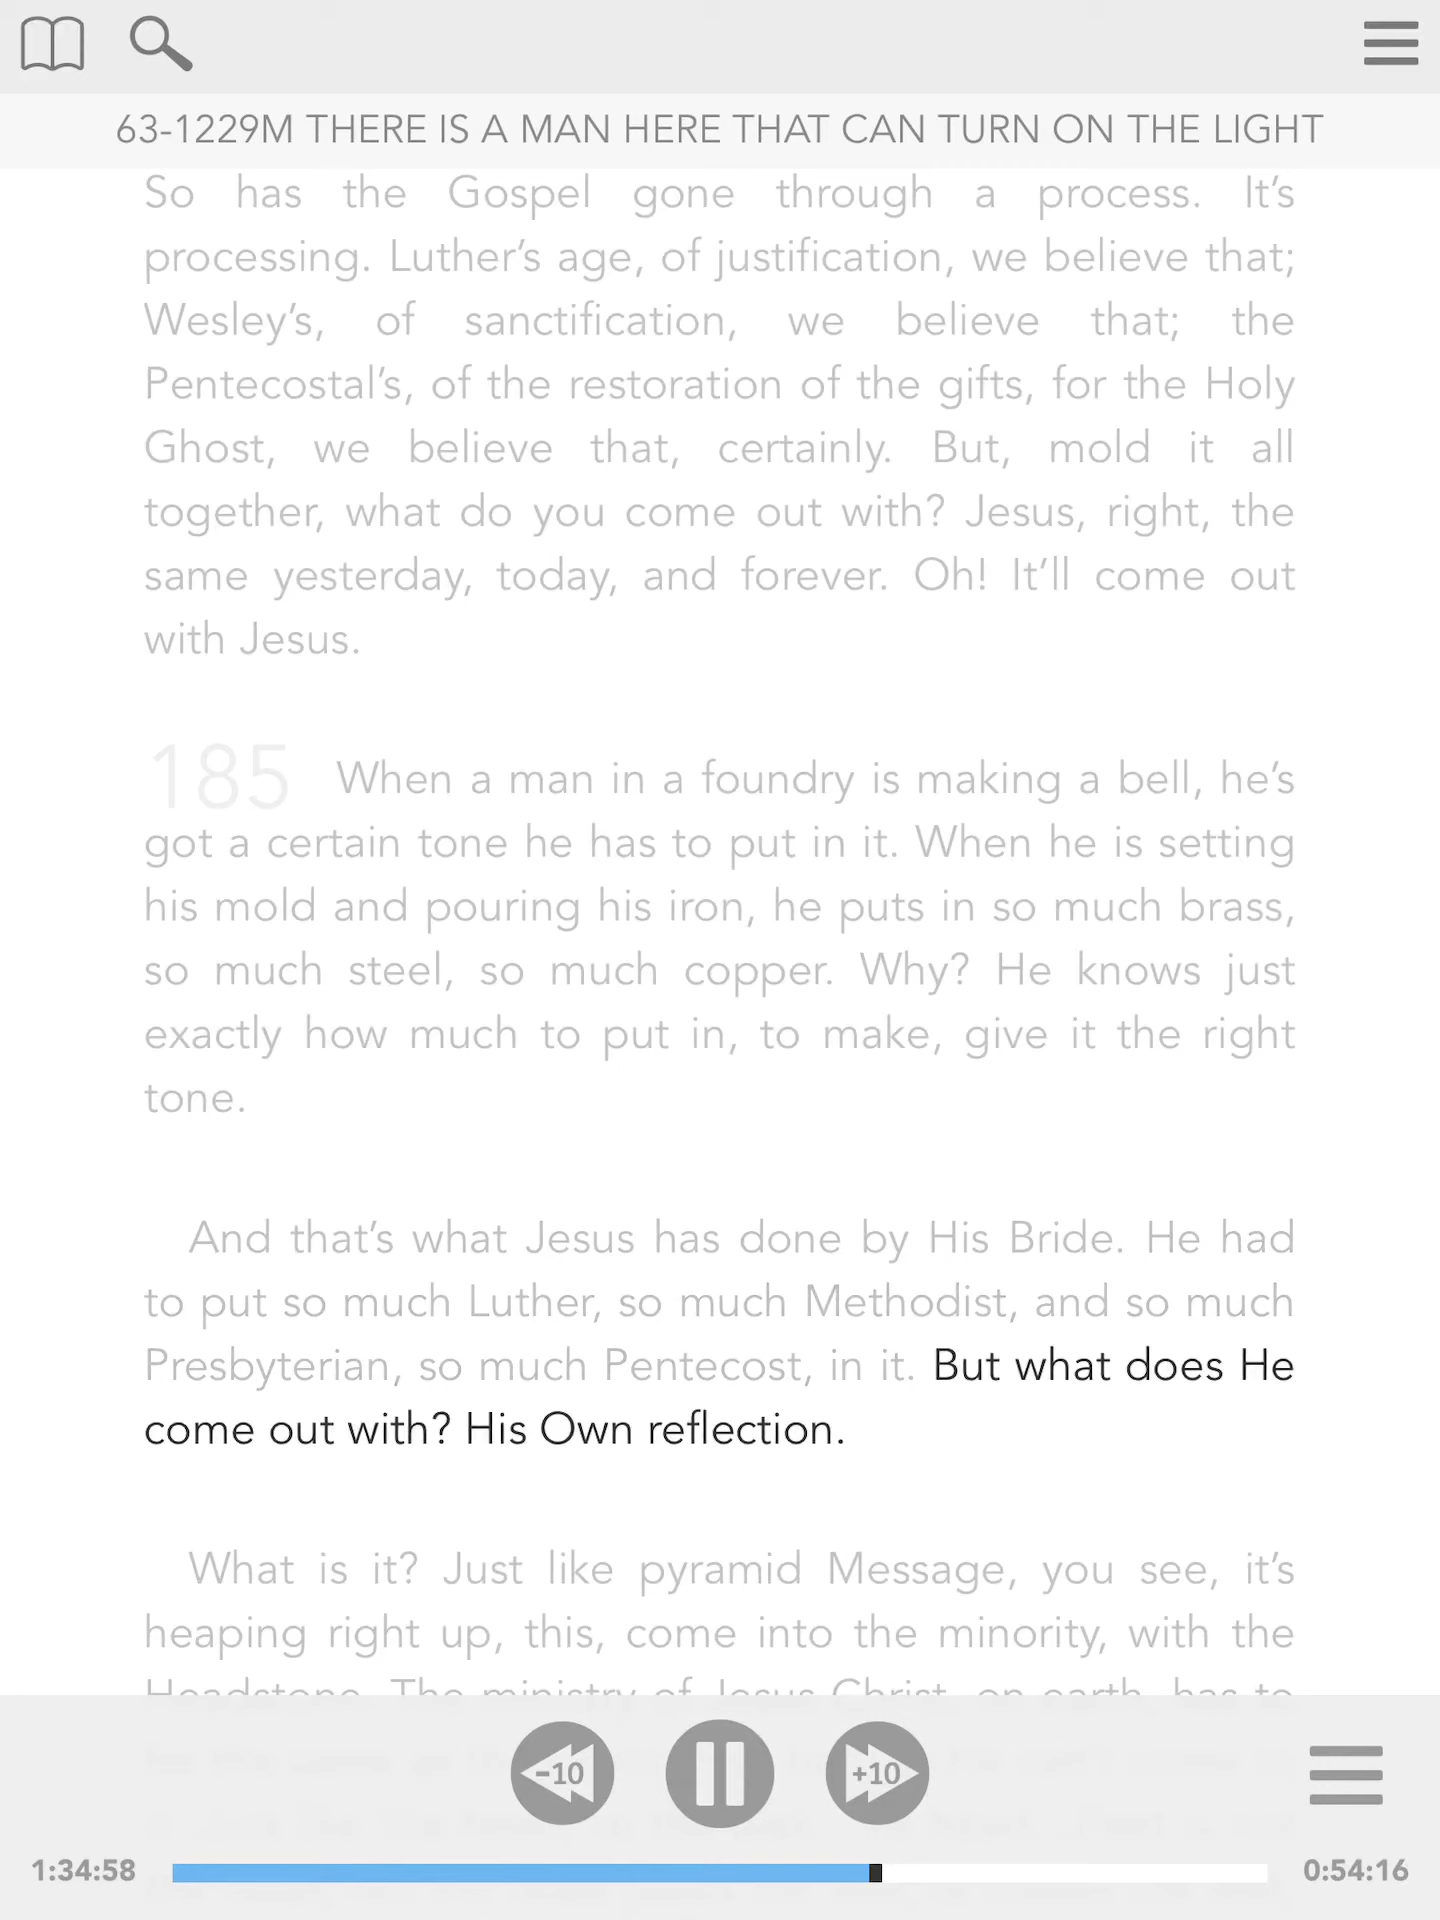 63-1229M THERE IS A MAN HERE THAT CAN TURN ON THE LIGHT
So has the Gospel gone through a process. It’s
processing. Luther’s age, of justification, we believe that;
Wesley’s, of sanctification, we believe that; the
Pentecostal’s, of the restoration of the gifts, for the Holy
Ghost, we believe that, certainly. But, mold it all
together, what do you come out with? Jesus, right, the
same yesterday, today, and forever. Oh! It’ll come out
with Jesus.
185 When a man in a foundry is making a bell, he’s
got a certain tone he has to put in it. When he is setting
his mold and pouring his iron, he puts in so much brass,
so much steel, so much copper. Why? He knows just
exactly how much to put in, to make, give it the right
tone.
And that’s what Jesus has done by His Bride. He had
to put so much Luther, so much Methodist, and so much
Presbyterian, so much Pentecost, in it. But what does He
come out with? His Own reflection.
What is it? Just like pyramid Message, you see, it’s
heaping right up, this, come into the minority, with the
Headstone. The ministry of Jesus Christ, on earth, has to
-10 +10
1:34:58 0:54:16